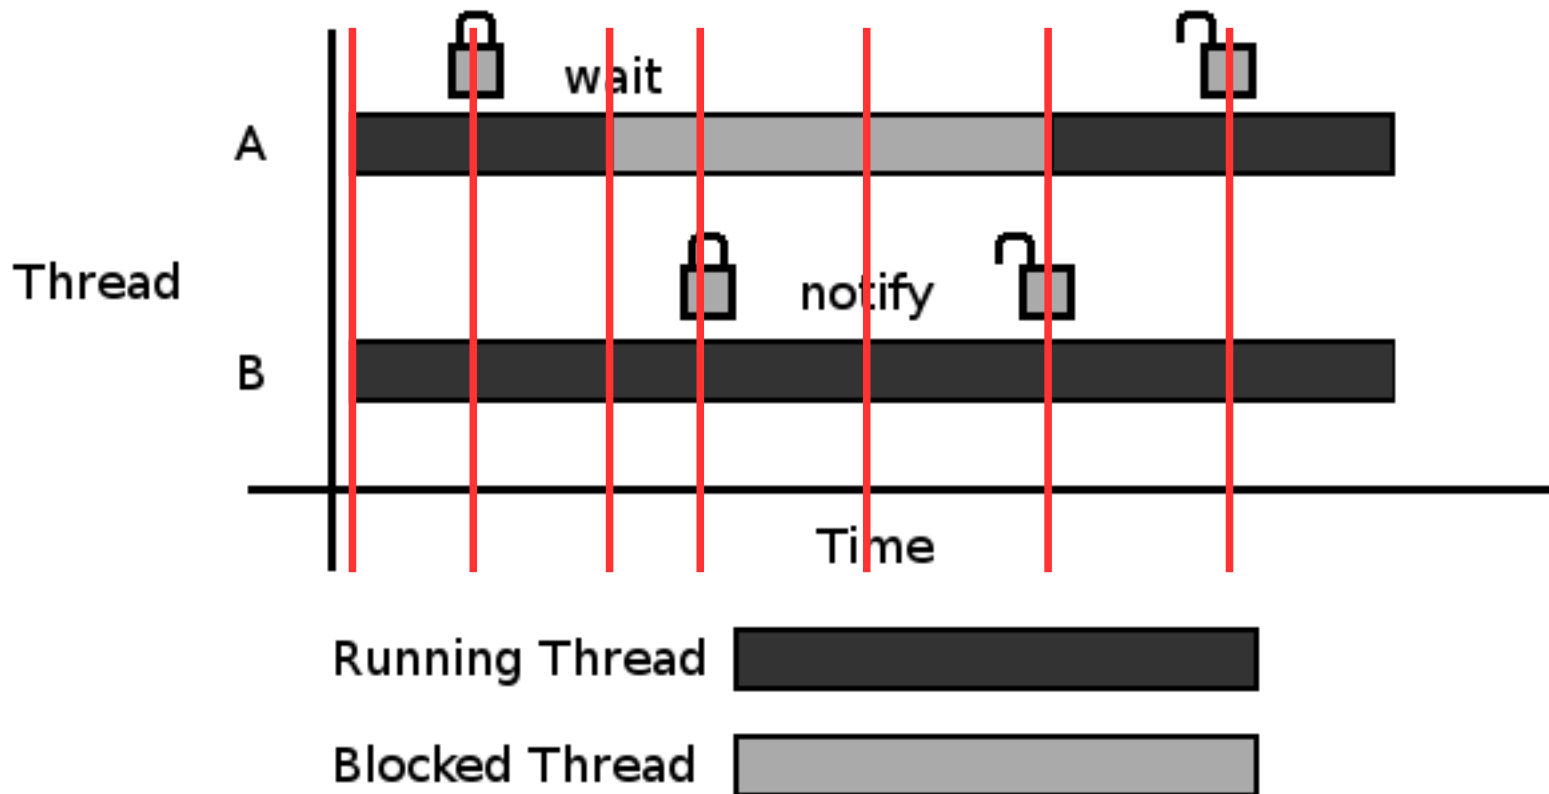 wait
A
Thread
notify
B
Time
Running Thread
Blocked Thread